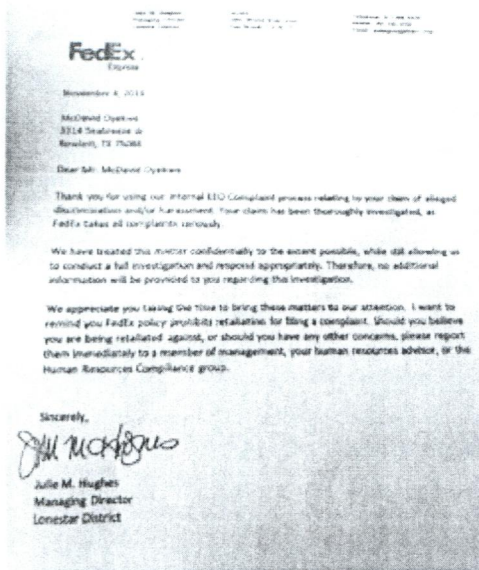 FedEx
Express
November 4, 2013
McDavid
3314 Seabreeze dr
Rowlett, TX 75088
Dear Mr. McDavid
Thank you for using our internal EEO Complaint process relating to your claim of alleged
discrimination and/or harassment. Your claim has been thoroughly investigated, as
FedEx takes all complaints seriously.
We have treated this matter confidentially to the extent possible, while still allowing us
to conduct a full investigation and respond appropriately. Therefore, no additional
information will be provided to you regarding this investigation.
We appreciate you taking the time to bring these matters to our attention. I want to
remind you FedEx policy prohibits retaliation for filing a complaint. Should you believe
you are being retaliated against, or should you have any other concerns, please report
them immediately to a member of management, your human resources advisor, or the
Human Resources Compliance group.
Sincerely,
Julie M. Hughes
Managing Director
Lonestar District